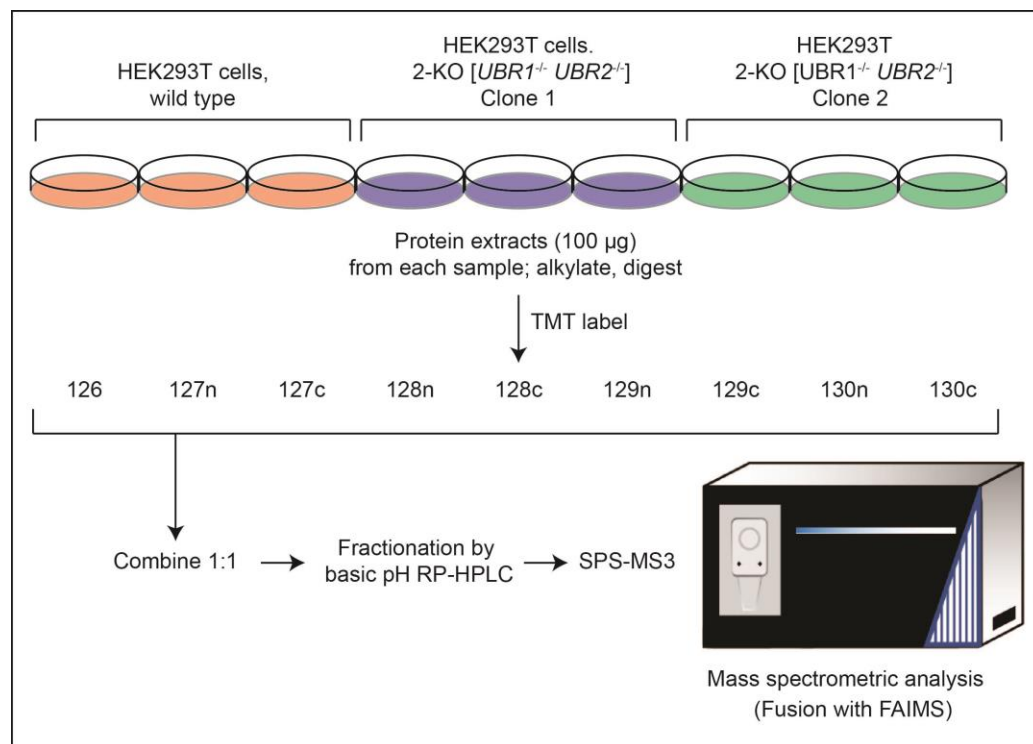 HEK293T cells,
wild type
HEK293T cells.
2-KO [UBR1-/- UBR2-/-]
Clone 1
HEK293T
2-KO [UBR1-/- UBR2-/-]
Clone 2
Protein extracts (100 µg)
from each sample; alkylate, digest
TMT label
126 127n 127c 128n 128c 129n 129c 130n 130c
Combine 1:1
Fractionation by
basic pH RP-HPLC
SPS-MS3
Mass spectrometric analysis
(Fusion with FAIMS)